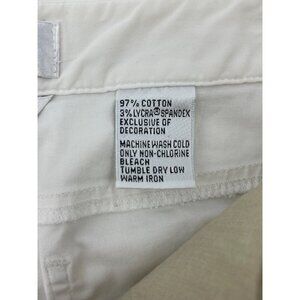 97% COTTON
3% LYCRA® SPANDEX
EXCLUSIVE OF
DECORATION
MACHINE WASH COLD
ONLY NON-CHLORINE
BLEACH
TUMBLE DRY LOW
WARM IRON